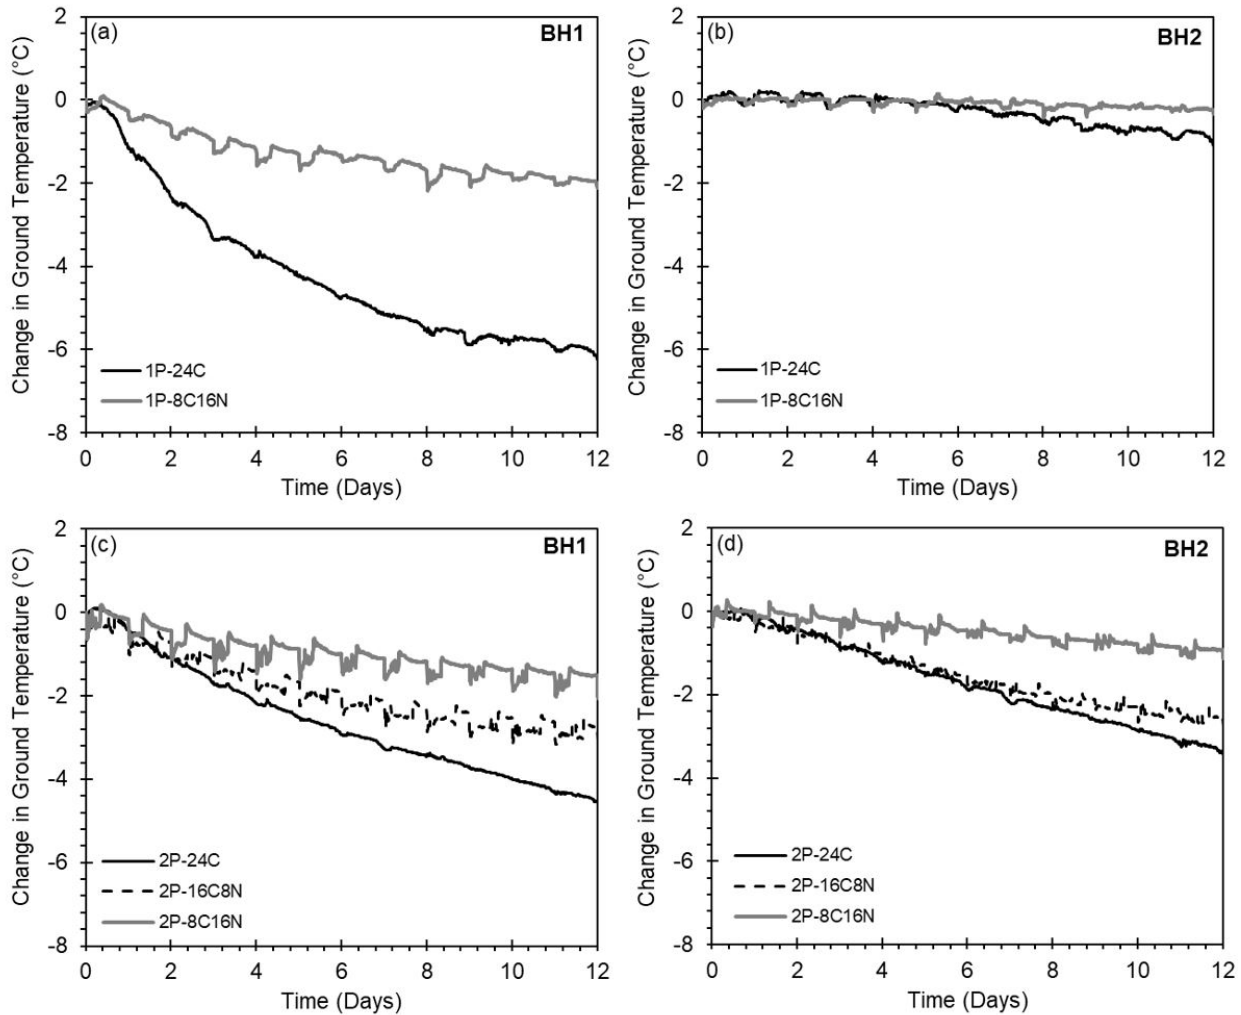 (a)
BH1
Change in Ground Temperature (°C)
2
0
-2
-4
-6
-8
1P-24C
1P-8C16N
0 2 4 6 8 10 12
Time (Days)
(b)
BH2
Change in Ground Temperature (°C)
2
0
-2
-4
-6
-8
1P-24C
1P-8C16N
0 2 4 6 8 10 12
Time (Days)
(c)
BH1
Change in Ground Temperature (°C)
2
0
-2
-4
-6
-8
2P-24C
2P-16C8N
2P-8C16N
0 2 4 6 8 10 12
Time (Days)
(d)
BH2
Change in Ground Temperature (°C)
2
0
-2
-4
-6
-8
2P-24C
2P-16C8N
2P-8C16N
0 2 4 6 8 10 12
Time (Days)